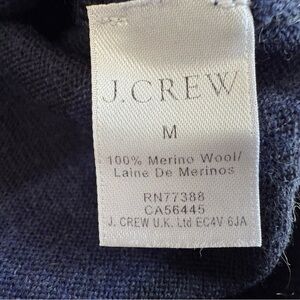 J.CREW
M
100% Merino Wool/
Laine De Merinos
RN77388
CA56445
J. CREW U.K. Ltd EC4V 6JA